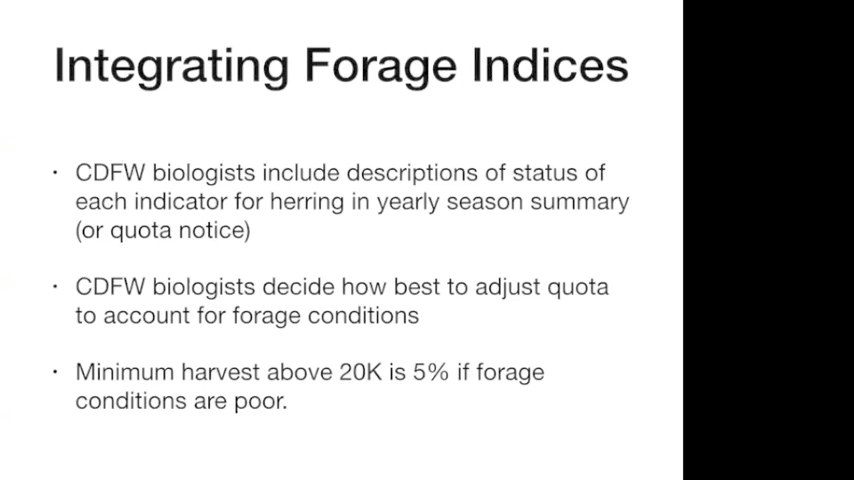 Integrating Forage Indices
• CDFW biologists include descriptions of status of
each indicator for herring in yearly season summary
(or quota notice)
• CDFW biologists decide how best to adjust quota
to account for forage conditions
• Minimum harvest above 20K is 5% if forage
conditions are poor.